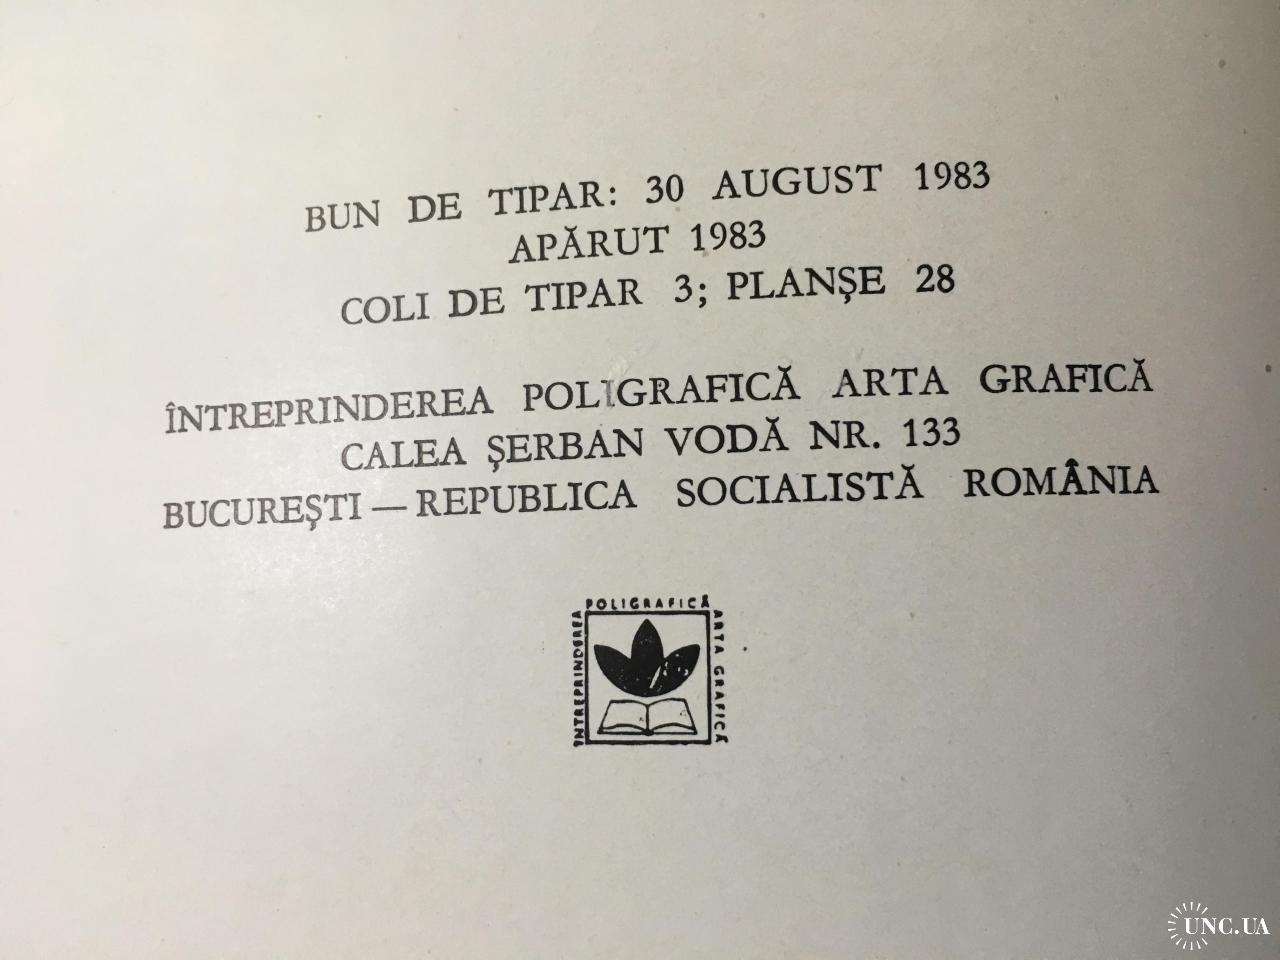 BUN DE TIPAR: 30 AUGUST 1983
APĂRUT 1983
COLI DE TIPAR 3; PLANȘE 28
ÎNTREPRINDEREA POLIGRAFICĂ ARTA GRAFICĂ
CALEA ȘERBAN VODĂ NR. 133
BUCUREȘTI — REPUBLICA SOCIALISTĂ ROMÂNIA
ÎNTREPRINDEREA
POLIGRAFICĂ
ARTA GRAFICĂ
UNC.UA